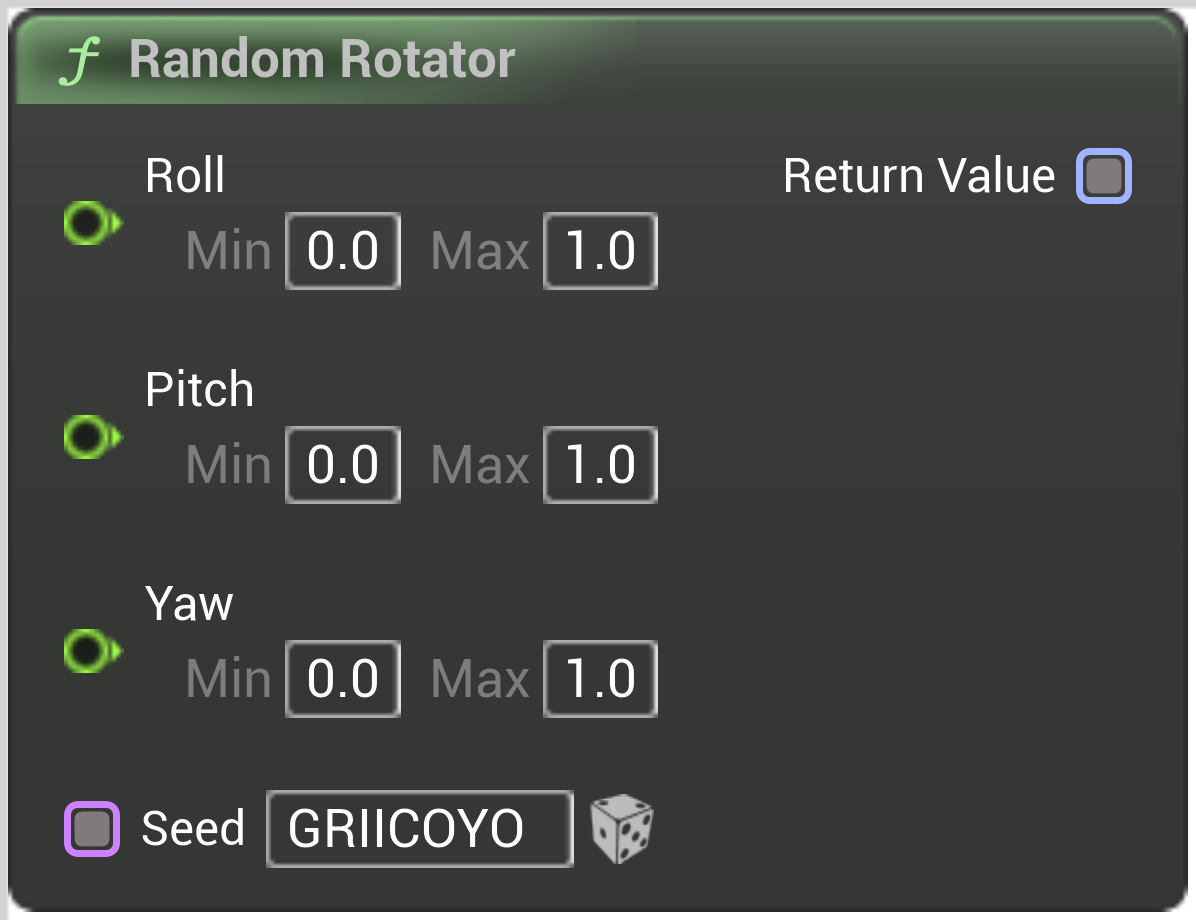 f Random Rotator
Roll
Return Value
Min 0.0 Max 1.0
Pitch
Min 0.0 Max 1.0
Yaw
Min 0.0 Max 1.0
Seed GRIICOYO